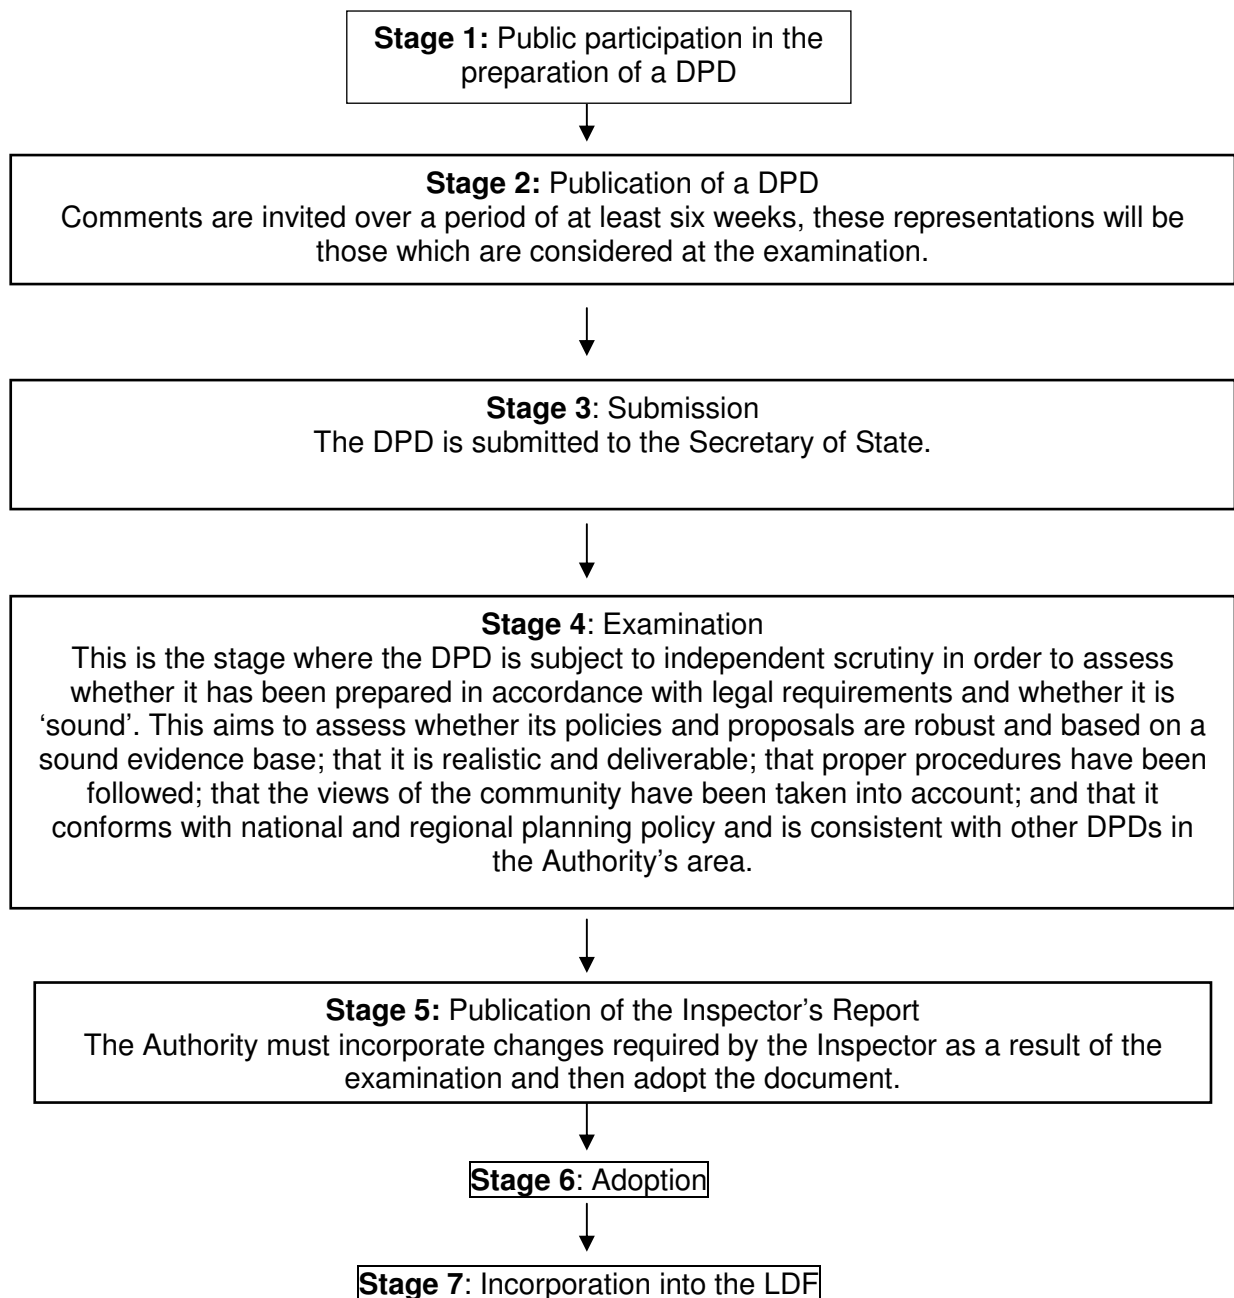 Stage 1: Public participation in the
preparation of a DPD
Stage 2: Publication of a DPD
Comments are invited over a period of at least six weeks, these representations will be
those which are considered at the examination.
Stage 3: Submission
The DPD is submitted to the Secretary of State.
Stage 4: Examination
This is the stage where the DPD is subject to independent scrutiny in order to assess
whether it has been prepared in accordance with legal requirements and whether it is
‘sound’. This aims to assess whether its policies and proposals are robust and based on a
sound evidence base; that it is realistic and deliverable; that proper procedures have been
followed; that the views of the community have been taken into account; and that it
conforms with national and regional planning policy and is consistent with other DPDs in
the Authority’s area.
Stage 5: Publication of the Inspector’s Report
The Authority must incorporate changes required by the Inspector as a result of the
examination and then adopt the document.
Stage 6: Adoption
Stage 7: Incorporation into the LDF